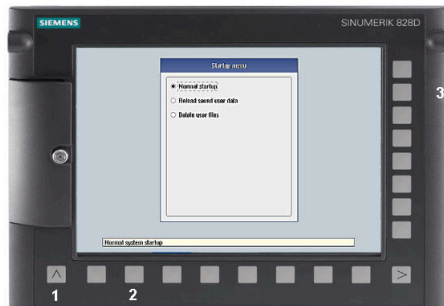 SIEMENS
SINUMERIK 828D
Startup menu
Normal startup
Reload saved user data
Delete user files
3
Normal system startup
^
>
1
2